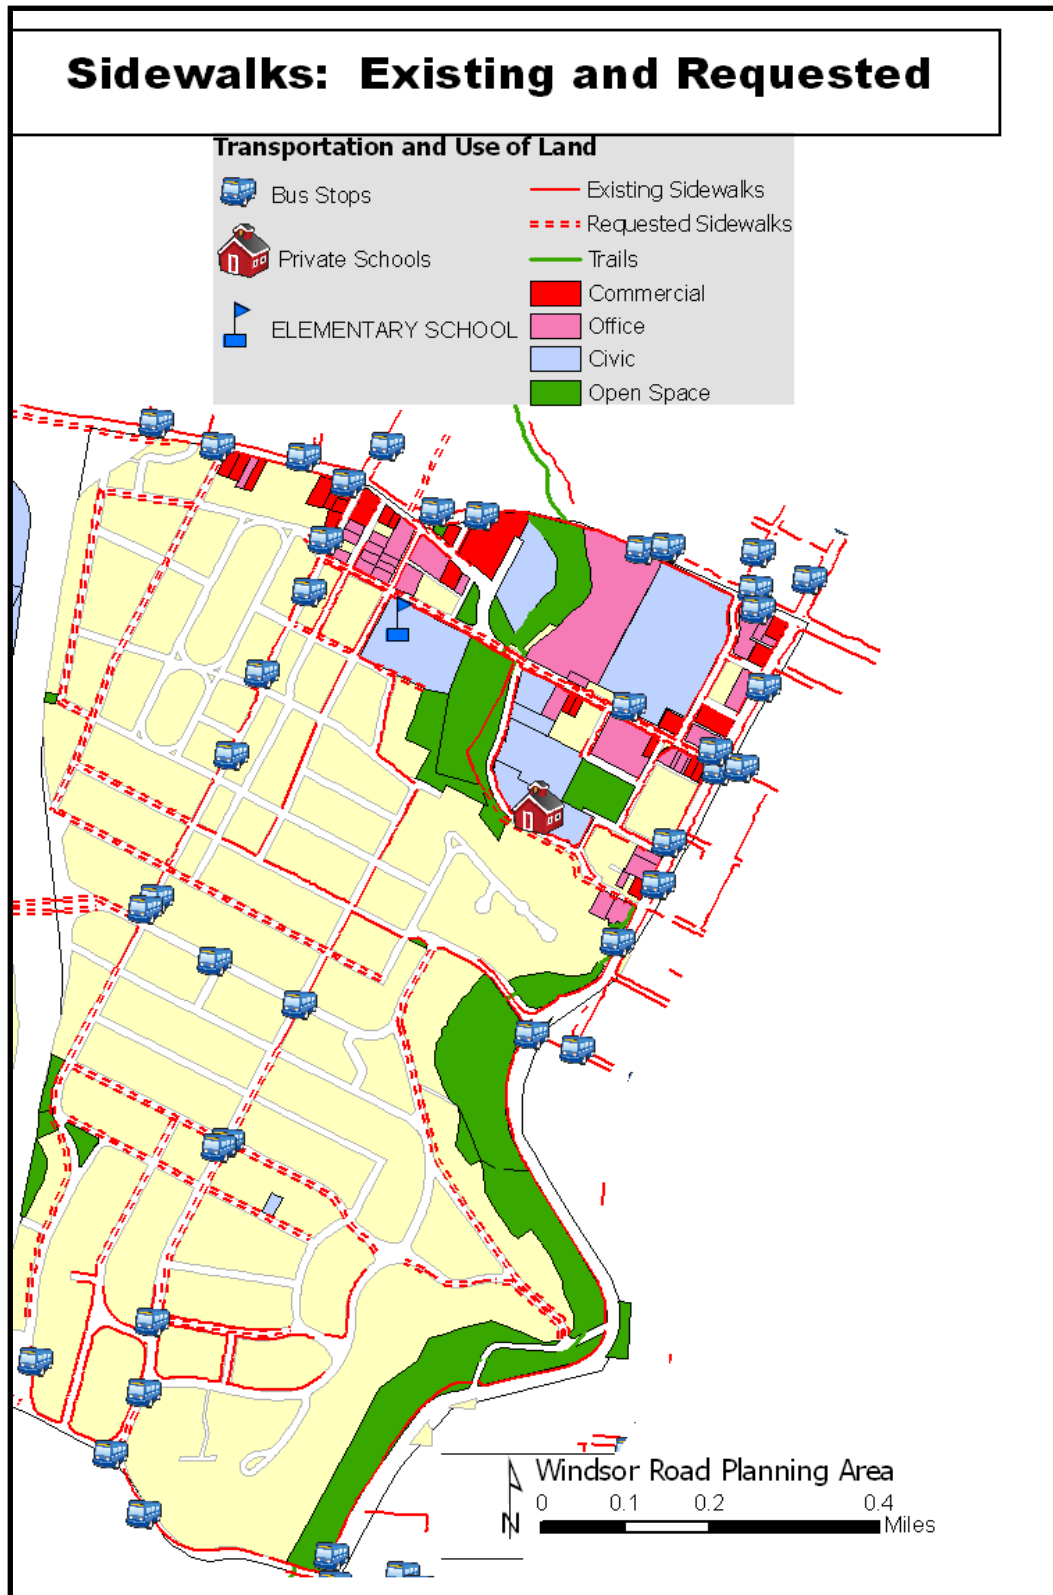 Sidewalks: Existing and Requested
Transportation and Use of Land
Bus Stops
Private Schools
ELEMENTARY SCHOOL
Existing Sidewalks
Requested Sidewalks
Trails
Commercial
Office
Civic
Open Space
Windsor Road Planning Area
0 0.1 0.2 0.4
Miles
N